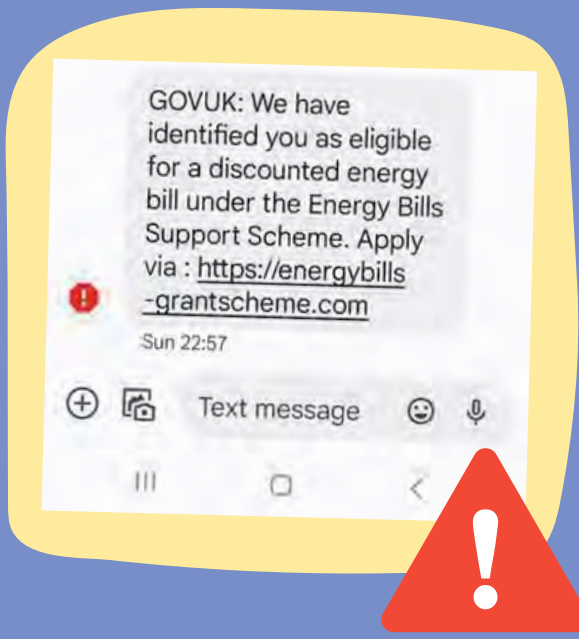 GOVUK: We have
identified you as eligible
for a discounted energy
bill under the Energy Bills
Support Scheme. Apply
via : https://energybills
-grantscheme.com
Sun 22:57
Text message